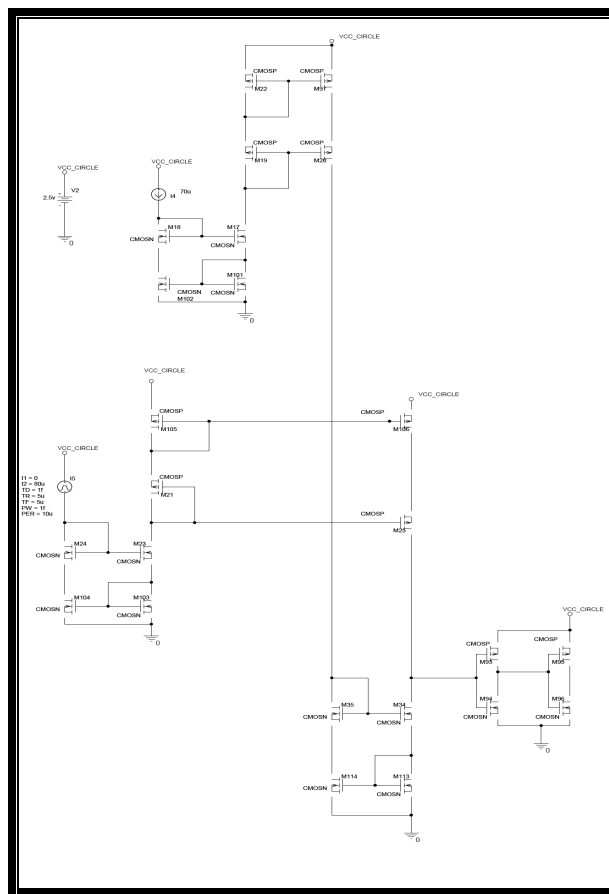 VCC_CIRCLE
CMOSP
CMOSP
M22
M97
CMOSP
CMOSP
M19
M28
VCC_CIRCLE
V2
2.5v
0
VCC_CIRCLE
I4
70u
M18
M17
CMOSN
CMOSN
M101
CMOSN
CMOSN
M102
0
VCC_CIRCLE
VCC_CIRCLE
CMOSP
CMOSP
M105
M106
VCC_CIRCLE
I5
CMOSP
M21
I1 = 0
I2 = 80u
TD = 1f
TR = 5u
TF = 5u
PW = 1f
PER = 10u
CMOSP
M25
M24
M23
CMOSN
CMOSN
M104
M103
CMOSN
CMOSN
0
VCC_CIRCLE
CMOSP
CMOSP
M93
M95
M94
M96
CMOSN
CMOSN
0
M35
M34
CMOSN
CMOSN
M114
M113
CMOSN
CMOSN
0